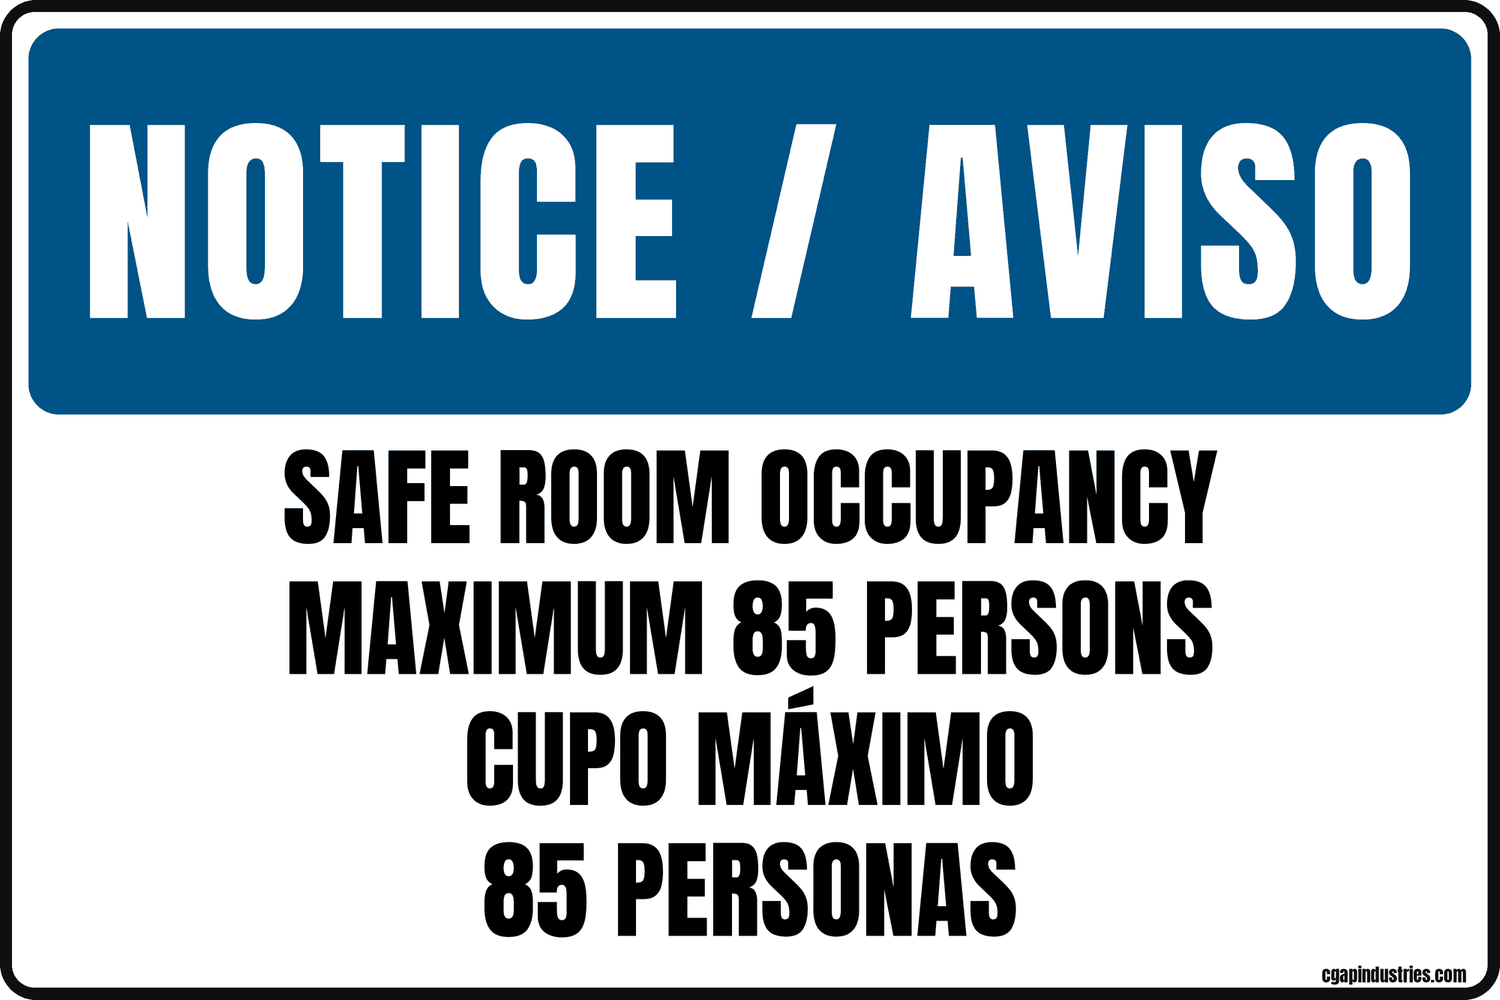 NOTICE / AVISO
SAFE ROOM OCCUPANCY
MAXIMUM 85 PERSONS
CUPO MÁXIMO
85 PERSONAS
cgapindustries.com